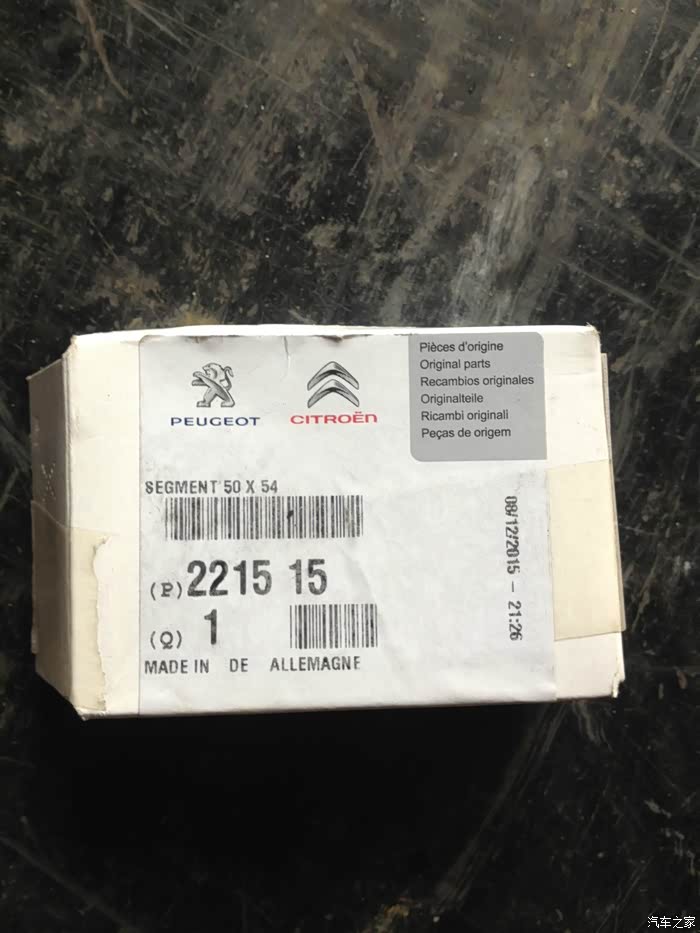 PEUGEOT
CITROËN
Pièces d'origine
Original parts
Recambios originales
Originalteile
Ricambi originali
Peças de origem
SEGMENT 50 X 54
(P) 2215 15
(Q) 1
MADE IN DE ALLEMAGNE
08/12/2015 - 21:26
汽车之家